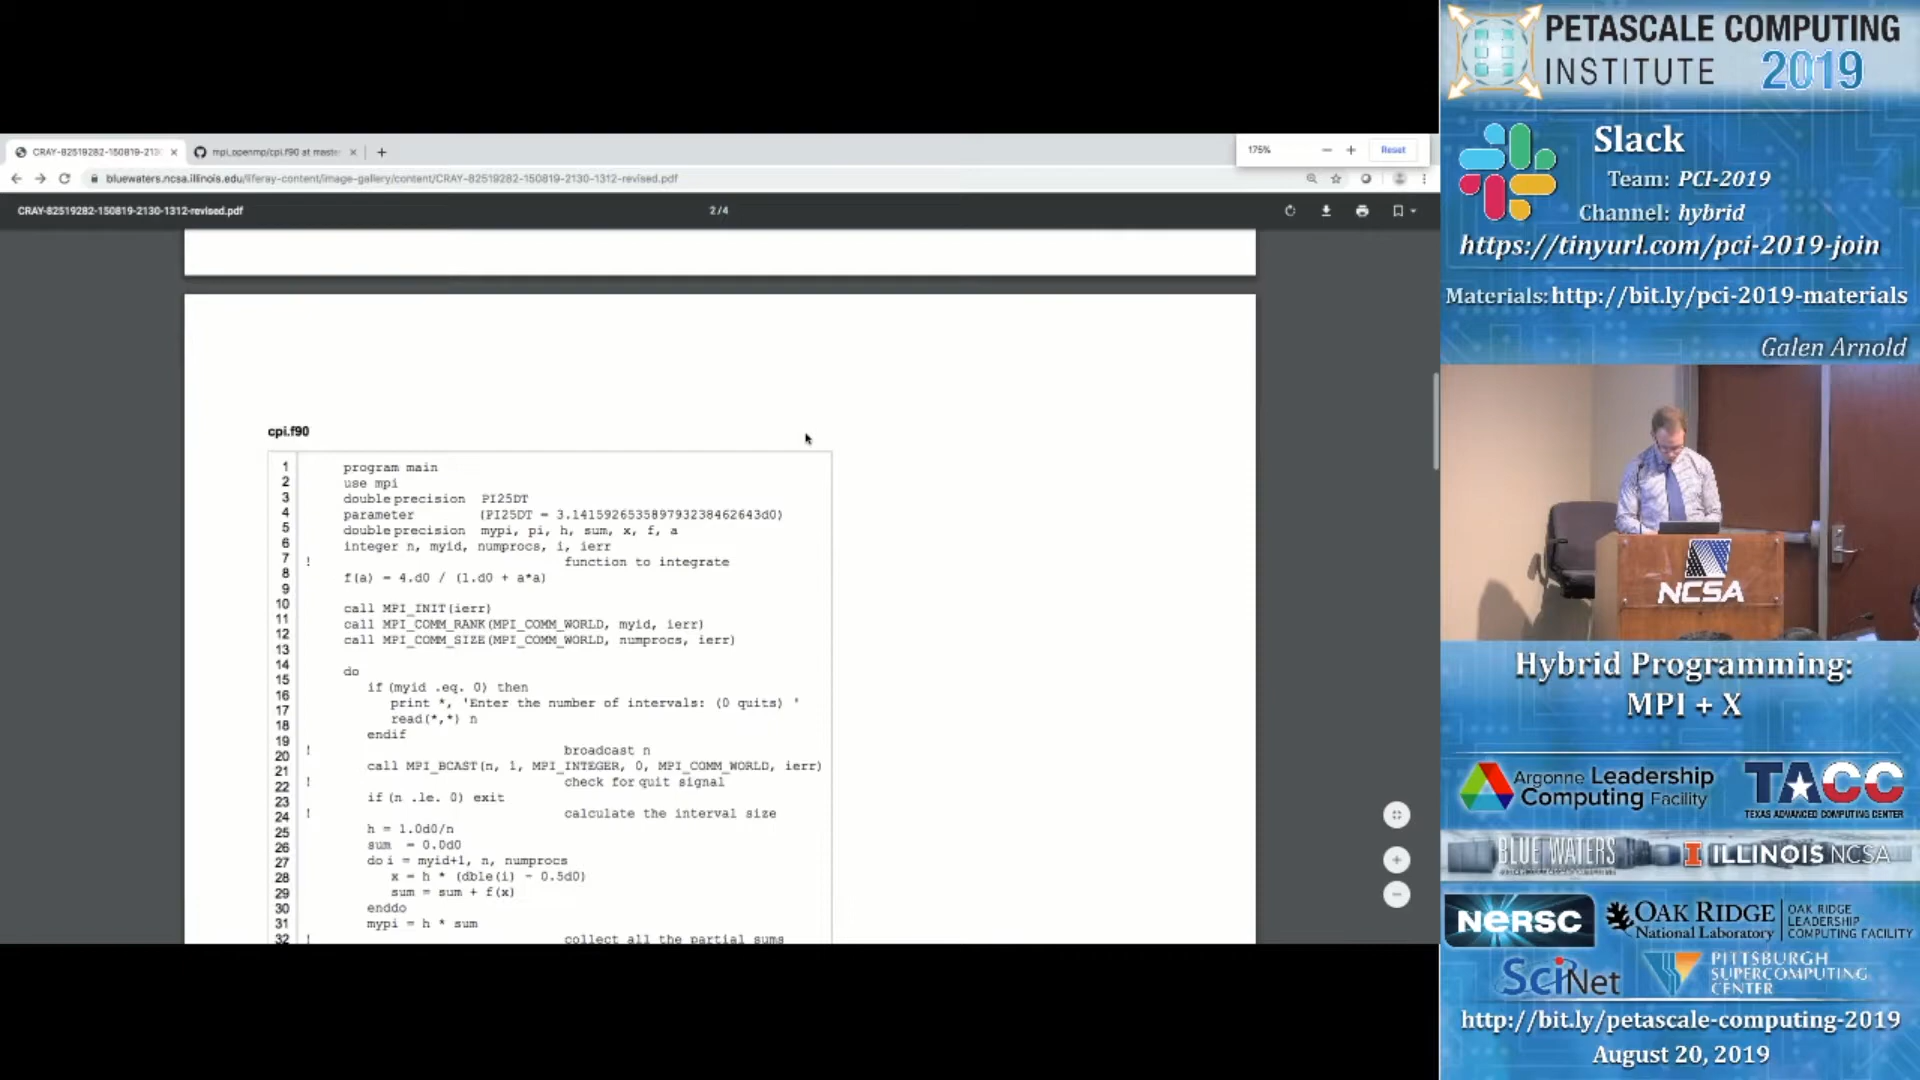 CRAY-82519282-150819-213
mpi_openmp/cpi.f90 at master
175%
Reset
bluewaters.ncsa.illinois.edu/liferay-content/image-gallery/content/CRAY-82519282-150819-2130-1312-revised.pdf
CRAY-82519282-150819-2130-1312-revised.pdf
2/4
cpi.f90
1 program main
2 use mpi
3 double precision PI25DT
4 parameter (PI25DT = 3.141592653589793238462643d0)
5 double precision mypi, pi, h, sum, x, f, a
6 integer n, myid, numprocs, i, ierr
7 ! function to integrate
8 f(a) = 4.d0 / (1.d0 + a*a)
9
10 call MPI_INIT(ierr)
11 call MPI_COMM_RANK(MPI_COMM_WORLD, myid, ierr)
12 call MPI_COMM_SIZE(MPI_COMM_WORLD, numprocs, ierr)
13
14 do
15 if (myid .eq. 0) then
16 print *, 'Enter the number of intervals: (0 quits) '
17 read(*,*) n
18 endif
19 ! broadcast n
20 call MPI_BCAST(n, 1, MPI_INTEGER, 0, MPI_COMM_WORLD, ierr)
21 ! check for quit signal
22 if (n .le. 0) exit
23 ! calculate the interval size
24 h = 1.0d0/n
25 sum = 0.0d0
26 do i = myid+1, n, numprocs
27 x = h * (dble(i) - 0.5d0)
28 sum = sum + f(x)
29 enddo
30 mypi = h * sum
31 ! collect all the partial sums
32
PETASCALE COMPUTING
INSTITUTE 2019
Slack
Team: PCI-2019
Channel: hybrid
https://tinyurl.com/pci-2019-join
Materials: http://bit.ly/pci-2019-materials
Galen Arnold
NCSA
Hybrid Programming:
MPI + X
Argonne Leadership
Computing Facility
TACC
TEXAS ADVANCED COMPUTING CENTER
BLUE WATERS
ILLINOIS NCSA
NERSC
OAK RIDGE
National Laboratory
OAK RIDGE
LEADERSHIP
COMPUTING FACILITY
SciNet
PITTSBURGH
SUPERCOMPUTING
CENTER
http://bit.ly/petascale-computing-2019
August 20, 2019